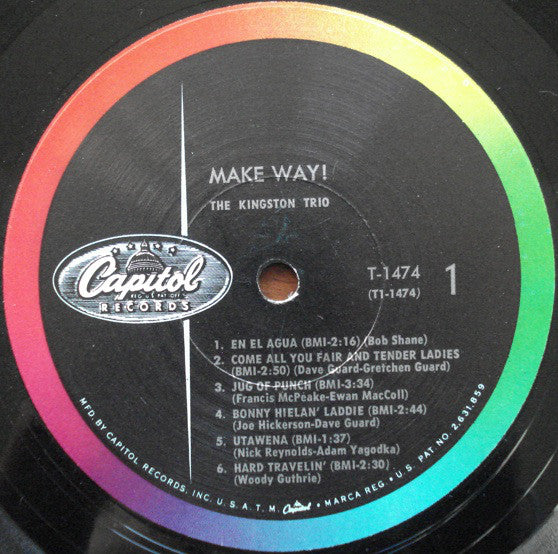 MAKE WAY!
THE KINGSTON TRIO
Capitol
REG. U.S. PAT. OFF.
RECORDS
T-1474
(T1-1474)
1
1. EN EL AGUA (BMI-2:16) (Bob Shane)
2. COME ALL YOU FAIR AND TENDER LADIES
(BMI-2:50) (Dave Guard-Gretchen Guard)
3. JUG OF PUNCH (BMI-3:34)
(Francis McPeake-Ewan MacColl)
4. BONNY HIELAN' LADDIE (BMI-2:44)
(Joe Hickerson-Dave Guard)
5. UTAWENA (BMI-1:37)
(Nick Reynolds-Adam Yagodka)
6. HARD TRAVELIN' (BMI-2:30)
(Woody Guthrie)
MFD. BY CAPITOL RECORDS, INC. U.S.A. T.M. Capitol MARCA REG. • U.S. PAT. NO. 2,631,859